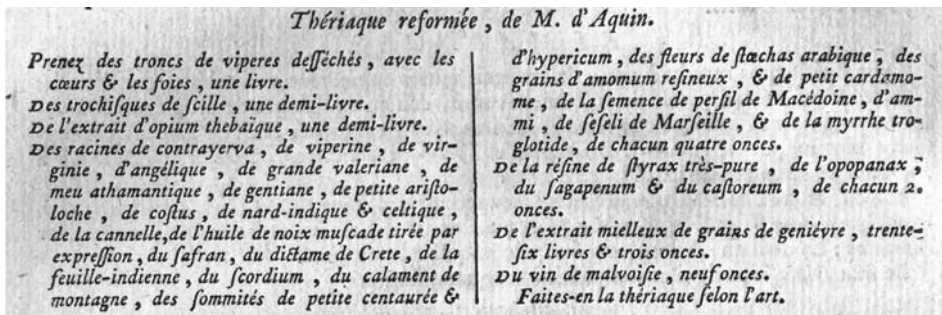 Thériaque reformée, de M. d'Aquin.
Prenez des troncs de viperes deſſéchés, avec les
cœurs & les foies, une livre.
Des trochiſques de ſcille, une demi-livre.
De l'extrait d'opium thebaïque, une demi-livre.
Des racines de contrayerva, de viperine, de vir-
ginie, d'angélique, de grande valeriane, de
meu athamantique, de gentiane, de petite ariſto-
loche, de coſtus, de nard-indique & celtique,
de la cannelle, de l'huile de noix muſcade tirée par
expreſſion, du ſafran, du dictame de Crete, de la
feuille-indienne, du ſcordium, du calament de
montagne, des ſommités de petite centaurée &
d'hypericum, des fleurs de ſtœchas arabique, des
grains d'amomum reſineux, & de petit cardamo-
me, de la ſemence de perſil de Macédoine, d'am-
mi, de ſeſeli de Marſeille, & de la myrrhe tro-
glotide, de chacun quatre onces.
De la réſine de ſtyrax très-pure, de l'opopanax,
du ſagapenum & du caſtoreum, de chacun 2.
onces.
De l'extrait mielleux de grains de geniévre, trente-
ſix livres & trois onces.
Du vin de malvoiſie, neuf onces.
Faites-en la thériaque ſelon l'art.